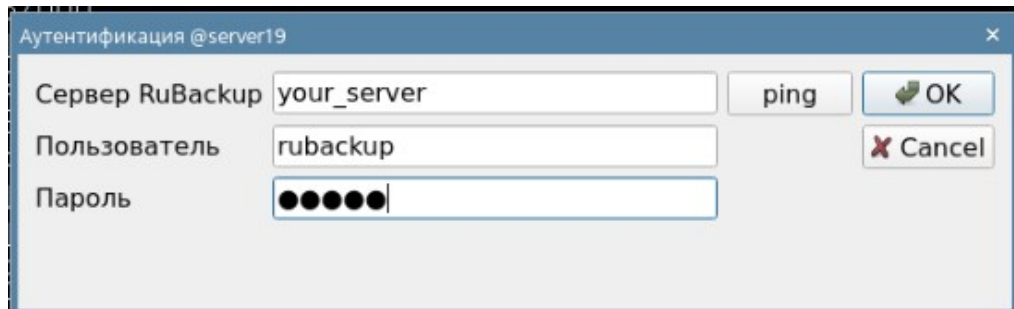 Аутентификация @server19
Сервер RuBackup your_server ping OK
Пользователь rubackup Cancel
Пароль ●●●●●